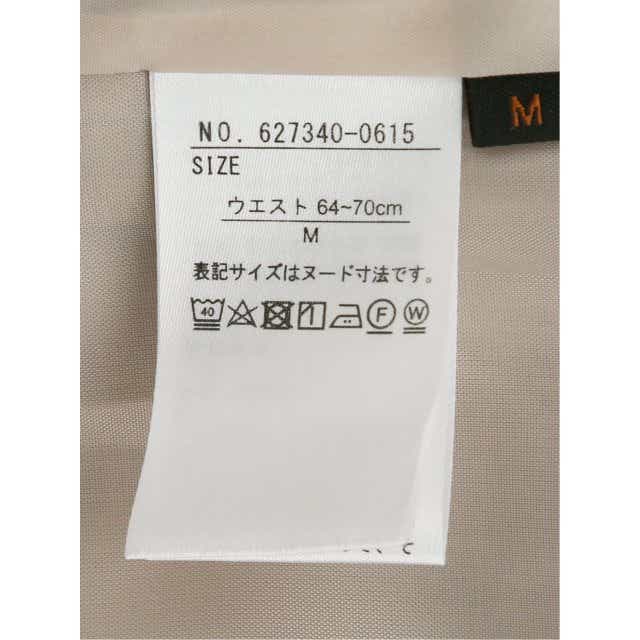 NO. 627340-0615
SIZE
ウエスト 64~70cm
M
表記サイズはヌード寸法です。
40 F W
M